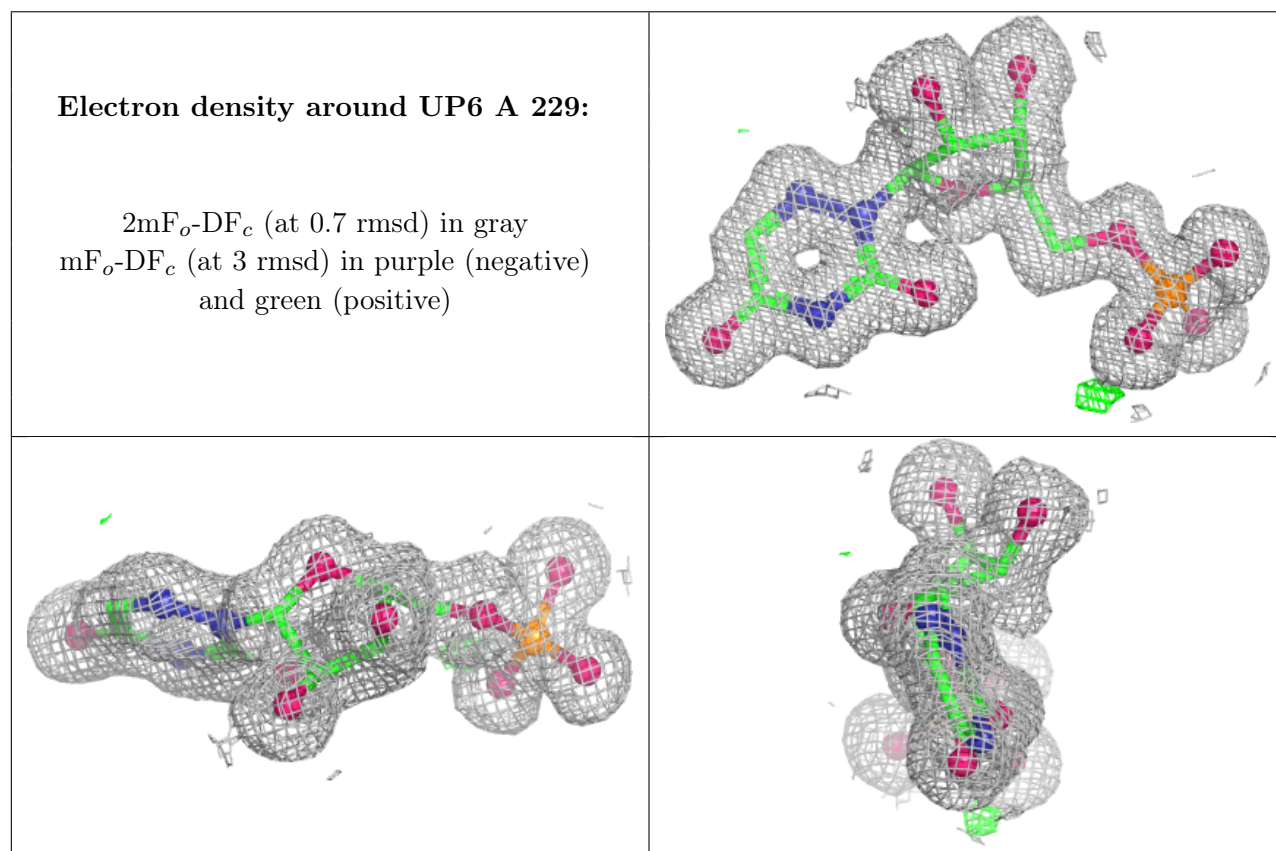 Electron density around UP6 A 229:
2mFo-DFc (at 0.7 rmsd) in gray
mFo-DFc (at 3 rmsd) in purple (negative)
and green (positive)